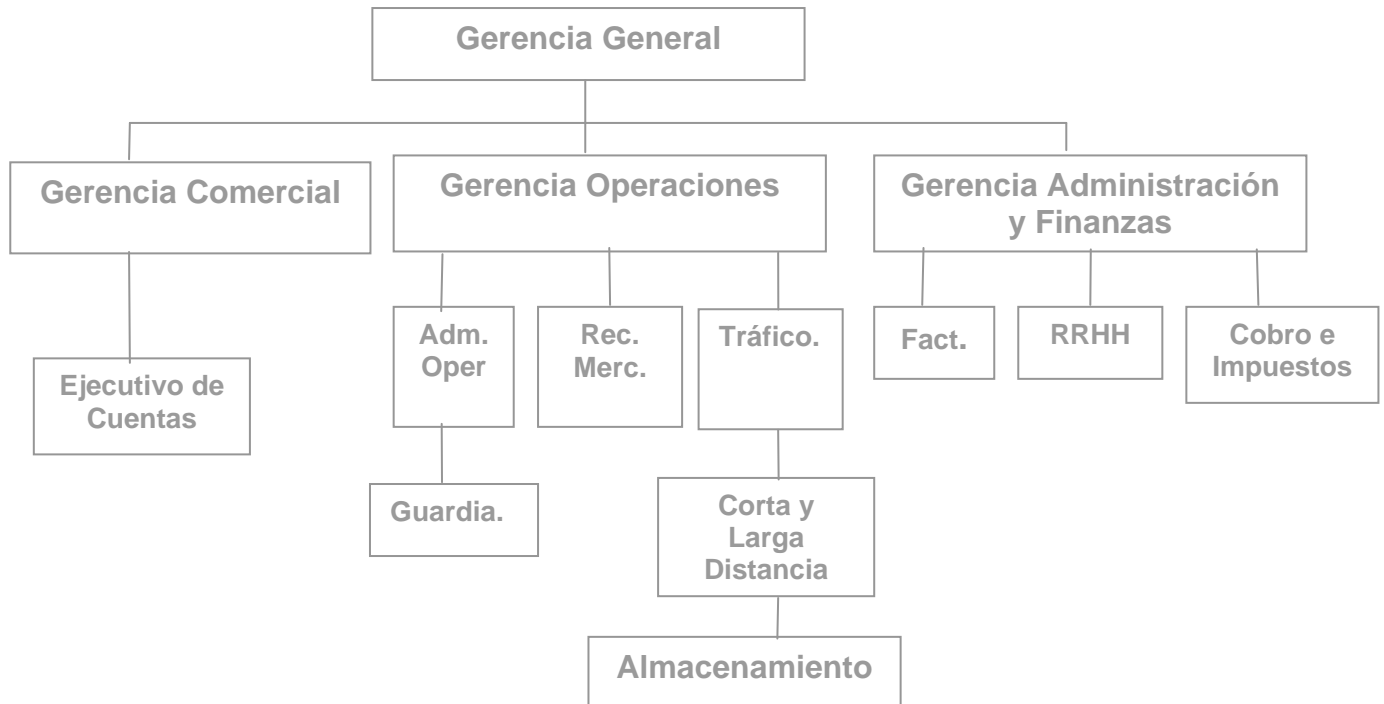 Gerencia General
Gerencia Comercial
Gerencia Operaciones
Gerencia Administración
y Finanzas
Ejecutivo de
Cuentas
Adm.
Oper
Rec.
Merc.
Tráfico.
Fact.
RRHH
Cobro e
Impuestos
Guardia.
Corta y
Larga
Distancia
Almacenamiento